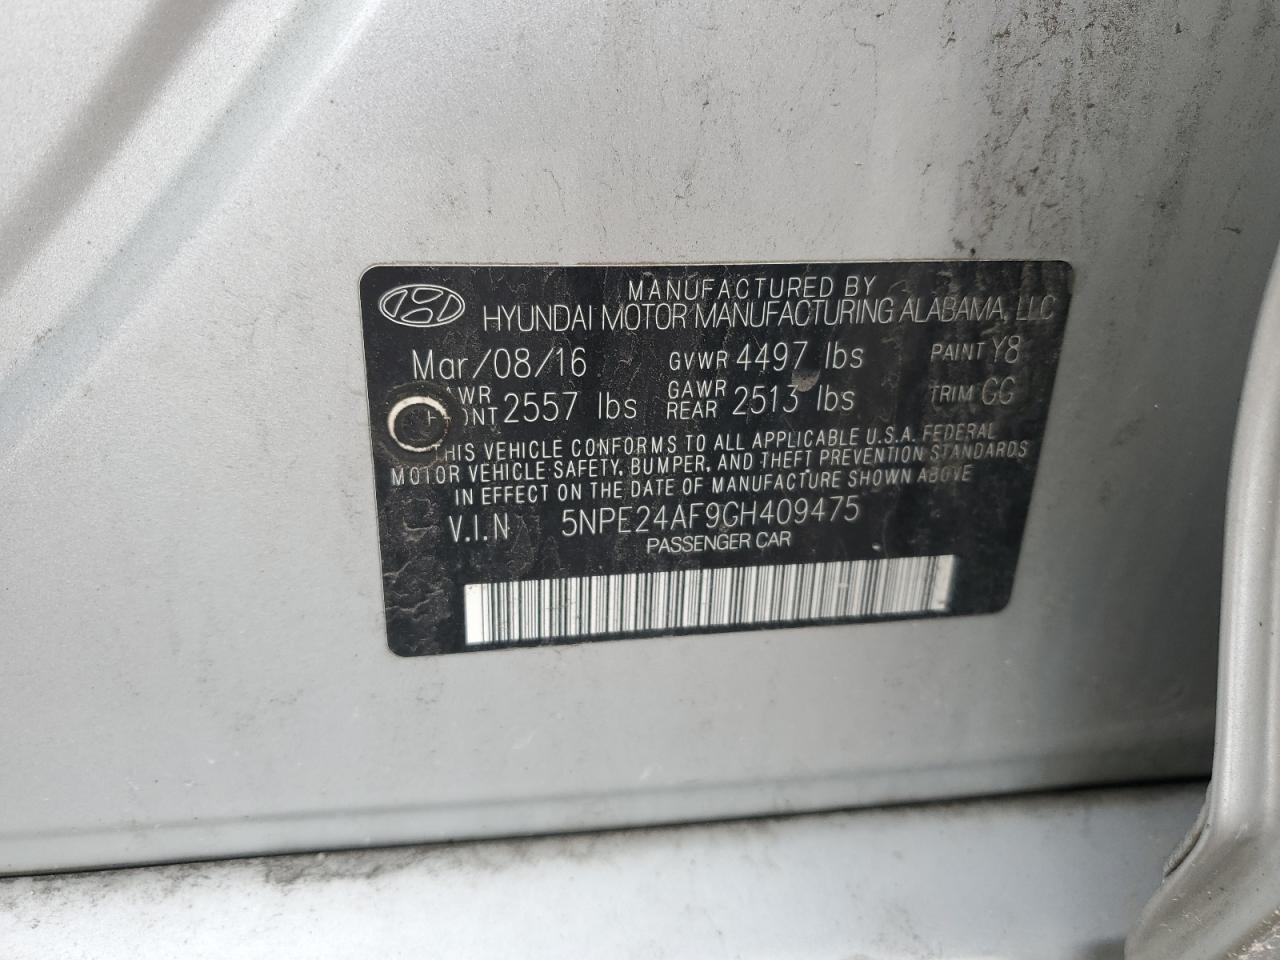 MANUFACTURED BY
HYUNDAI MOTOR MANUFACTURING ALABAMA, LLC
Mar/08/16 GVWR 4497 lbs PAINT Y8
GAWR FRONT 2557 lbs GAWR REAR 2513 lbs TRIM GG
THIS VEHICLE CONFORMS TO ALL APPLICABLE U.S.A. FEDERAL
MOTOR VEHICLE SAFETY, BUMPER, AND THEFT PREVENTION STANDARDS
IN EFFECT ON THE DATE OF MANUFACTURE SHOWN ABOVE
V.I.N 5NPE24AF9GH409475
PASSENGER CAR